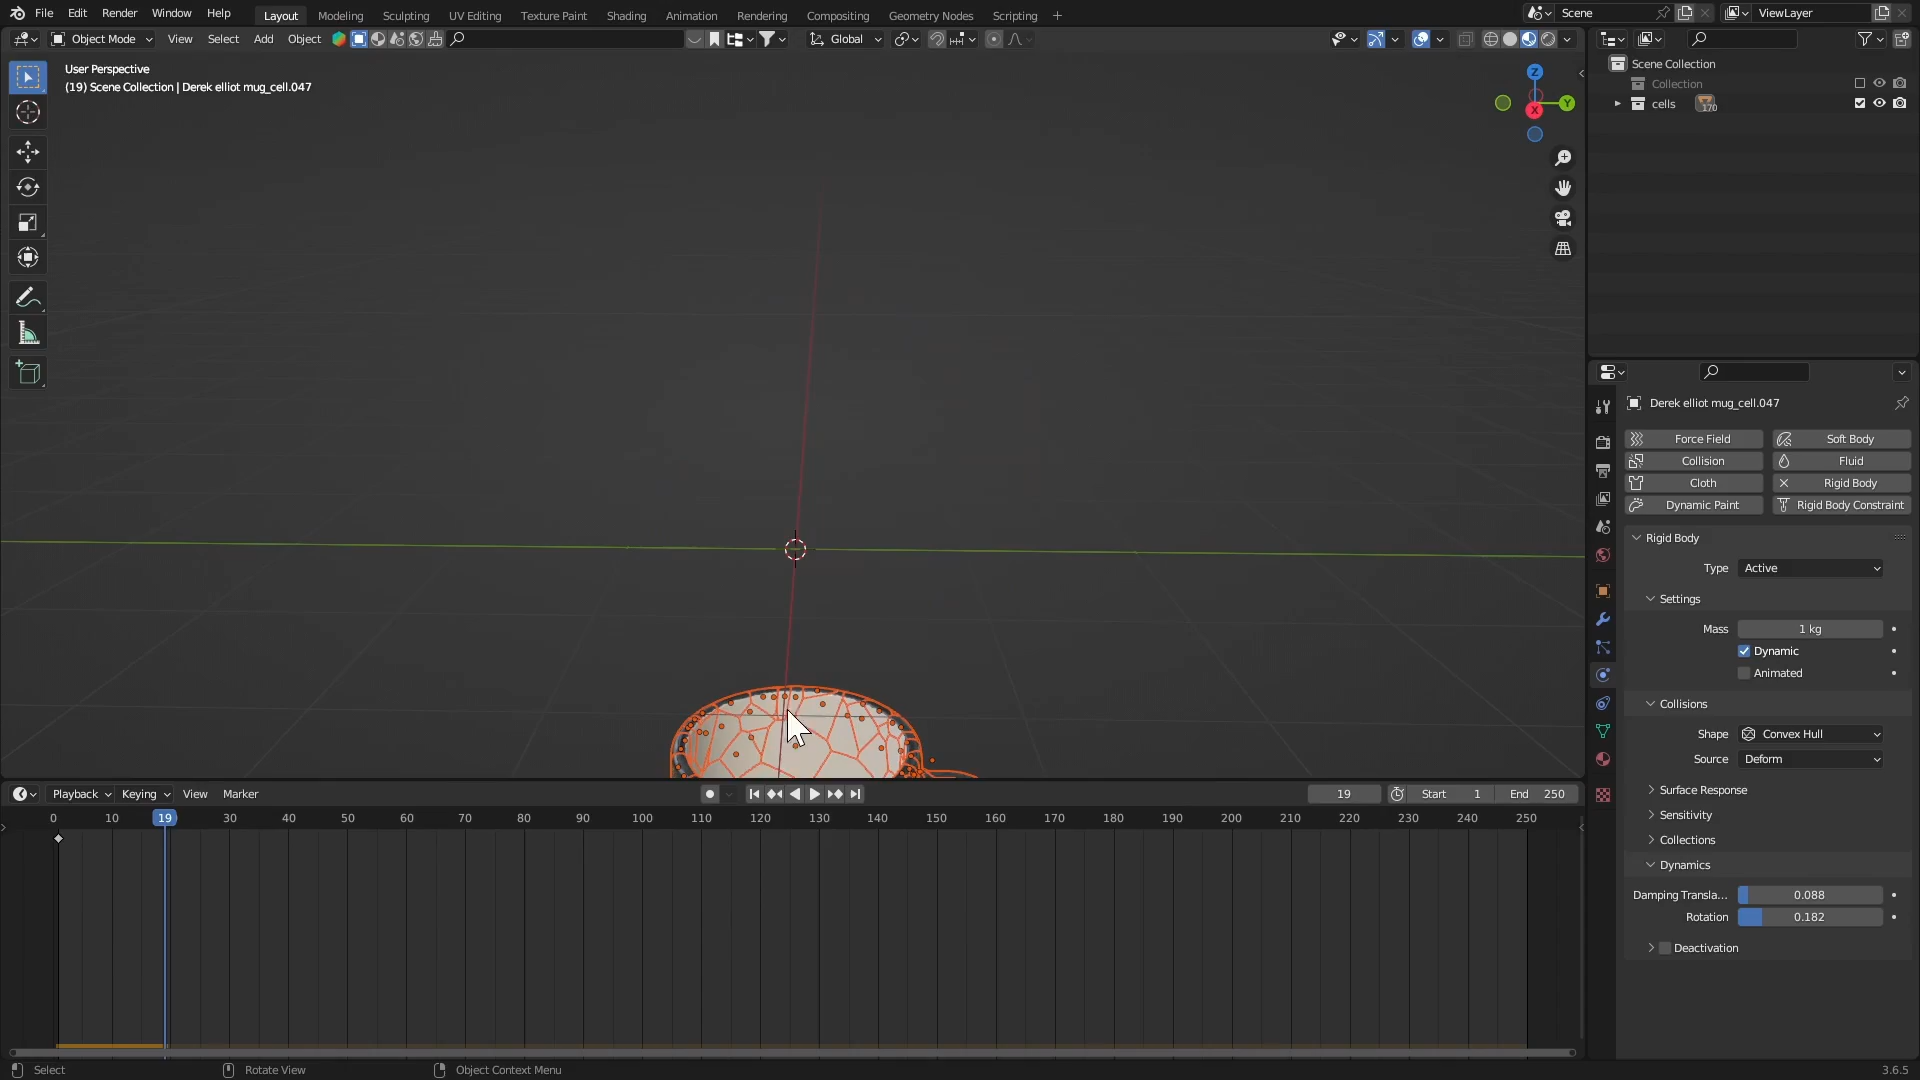 File Edit Render Window Help Layout Modeling Sculpting UV Editing Texture Paint Shading Animation Rendering Compositing Geometry Nodes Scripting + Scene ViewLayer
Object Mode View Select Add Object Global
User Perspective
(19) Scene Collection | Derek elliot mug_cell.047
Z
Y
X
Scene Collection
Collection
cells 170
Derek elliot mug_cell.047
Force Field Soft Body
Collision Fluid
Cloth Rigid Body
Dynamic Paint Rigid Body Constraint
Rigid Body
Type Active
Settings
Mass 1 kg
Dynamic
Animated
Collisions
Shape Convex Hull
Source Deform
Surface Response
Sensitivity
Collections
Dynamics
Damping Transla... 0.088
Rotation 0.182
Deactivation
Playback Keying View Marker 19 Start 1 End 250
0 10 19 30 40 50 60 70 80 90 100 110 120 130 140 150 160 170 180 190 200 210 220 230 240 250
Select Rotate View Object Context Menu 3.6.5